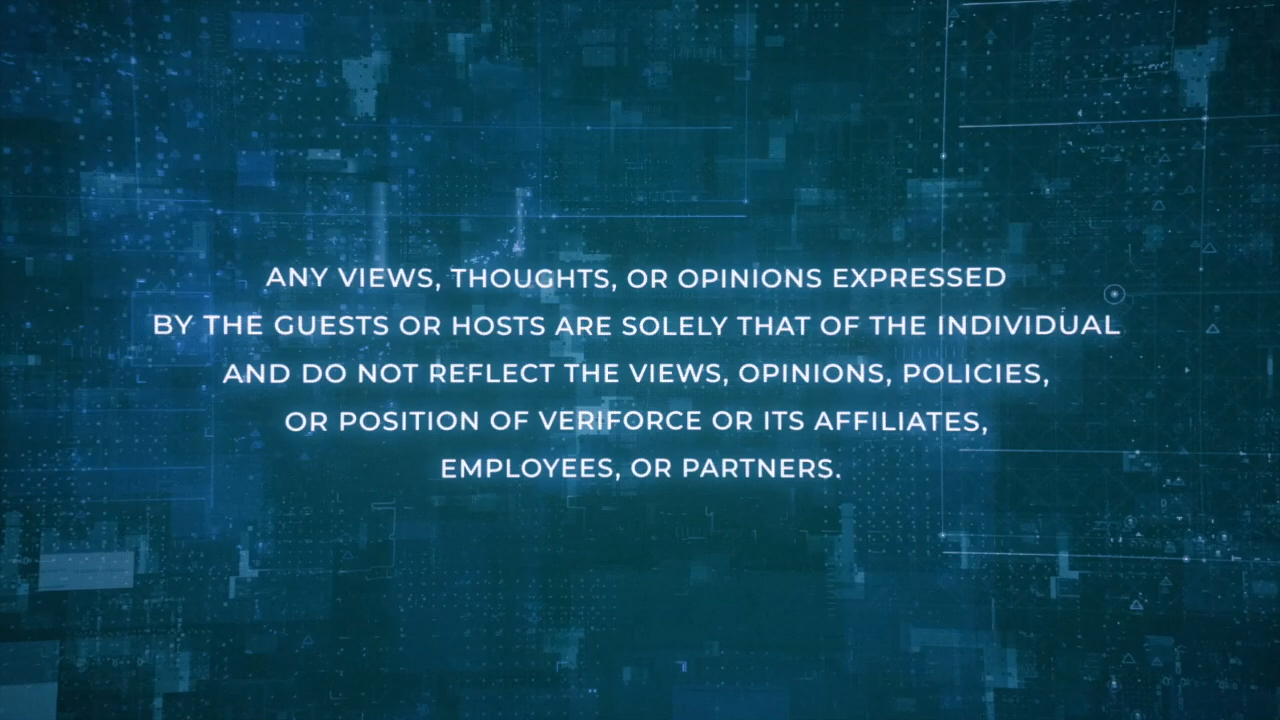 ANY VIEWS, THOUGHTS, OR OPINIONS EXPRESSED
BY THE GUESTS OR HOSTS ARE SOLELY THAT OF THE INDIVIDUAL
AND DO NOT REFLECT THE VIEWS, OPINIONS, POLICIES,
OR POSITION OF VERIFORCE OR ITS AFFILIATES,
EMPLOYEES, OR PARTNERS.